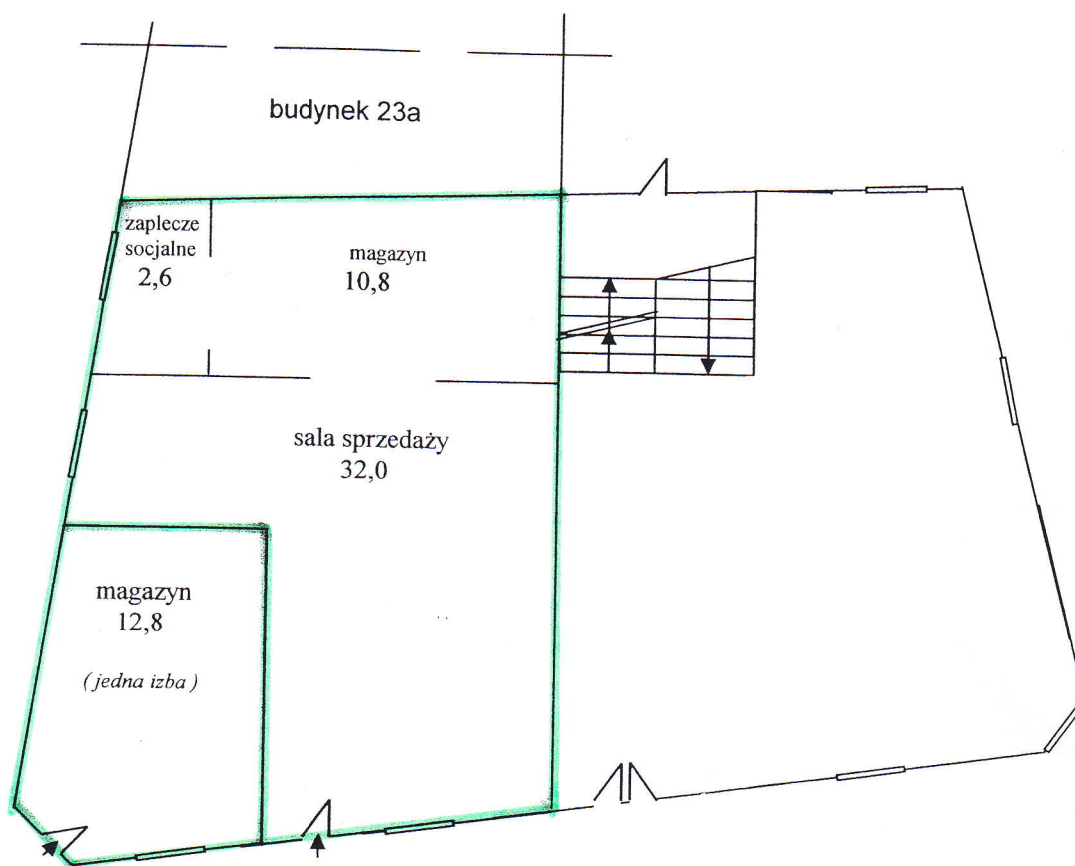 budynek 23a
zaplecze
socjalne
2,6
magazyn
10,8
sala sprzedaży
32,0
magazyn
12,8
( jedna izba )